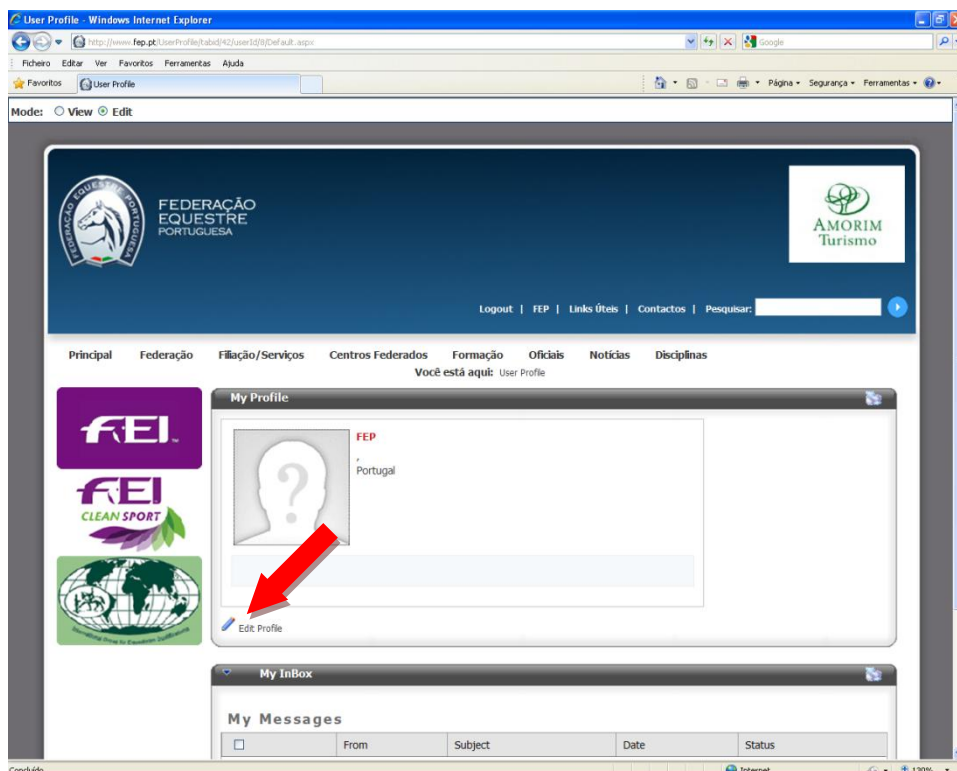 User Profile - Windows Internet Explorer
http://www.fep.pt/UserProfile/tabid/42/userId/8/Default.aspx
Google
Ficheiro Editar Ver Favoritos Ferramentas Ajuda
Favoritos User Profile
Página Segurança Ferramentas
Mode: View Edit
FEDERAÇÃO EQUESTRE PORTUGUESA
FEDERAÇÃO
EQUESTRE
PORTUGUESA
AMORIM
Turismo
Logout | FEP | Links Úteis | Contactos | Pesquisar:
Principal Federação Filiação/Serviços Centros Federados Formação Oficiais Notícias Disciplinas
Você está aqui: User Profile
My Profile
FEI™
FEP
,
Portugal
?
FEI
CLEAN SPORT
Edit Profile
My InBox
My Messages
From Subject Date Status
Concluído Internet 120%